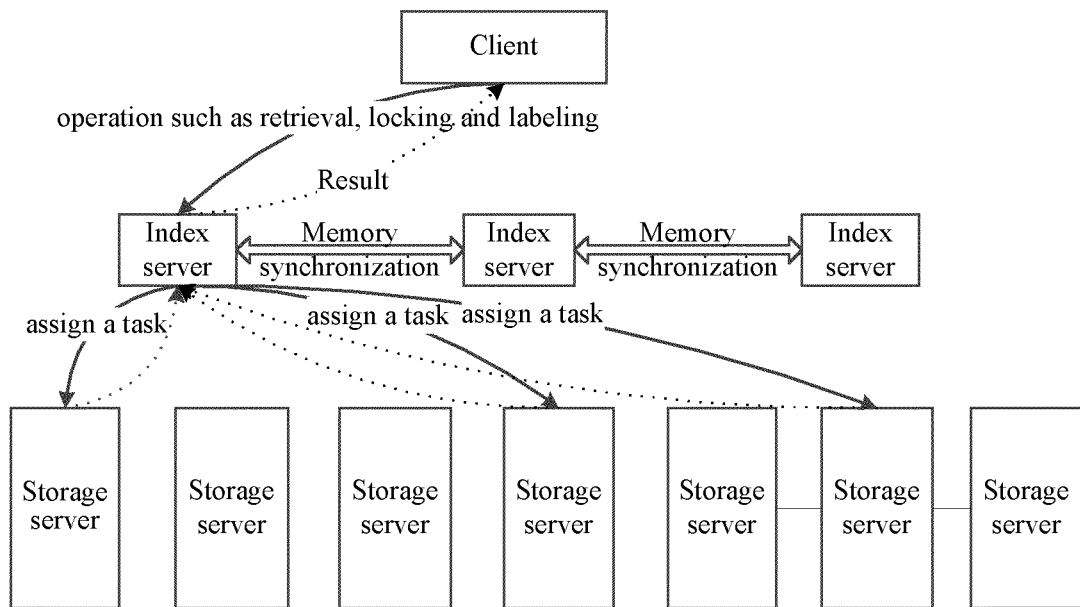 Client
operation such as retrieval, locking and labeling
Result
Index
server
Memory
synchronization
Index
server
Memory
synchronization
Index
server
assign a task
assign a task
assign a task
Storage
server
Storage
server
Storage
server
Storage
server
Storage
server
Storage
server
Storage
server